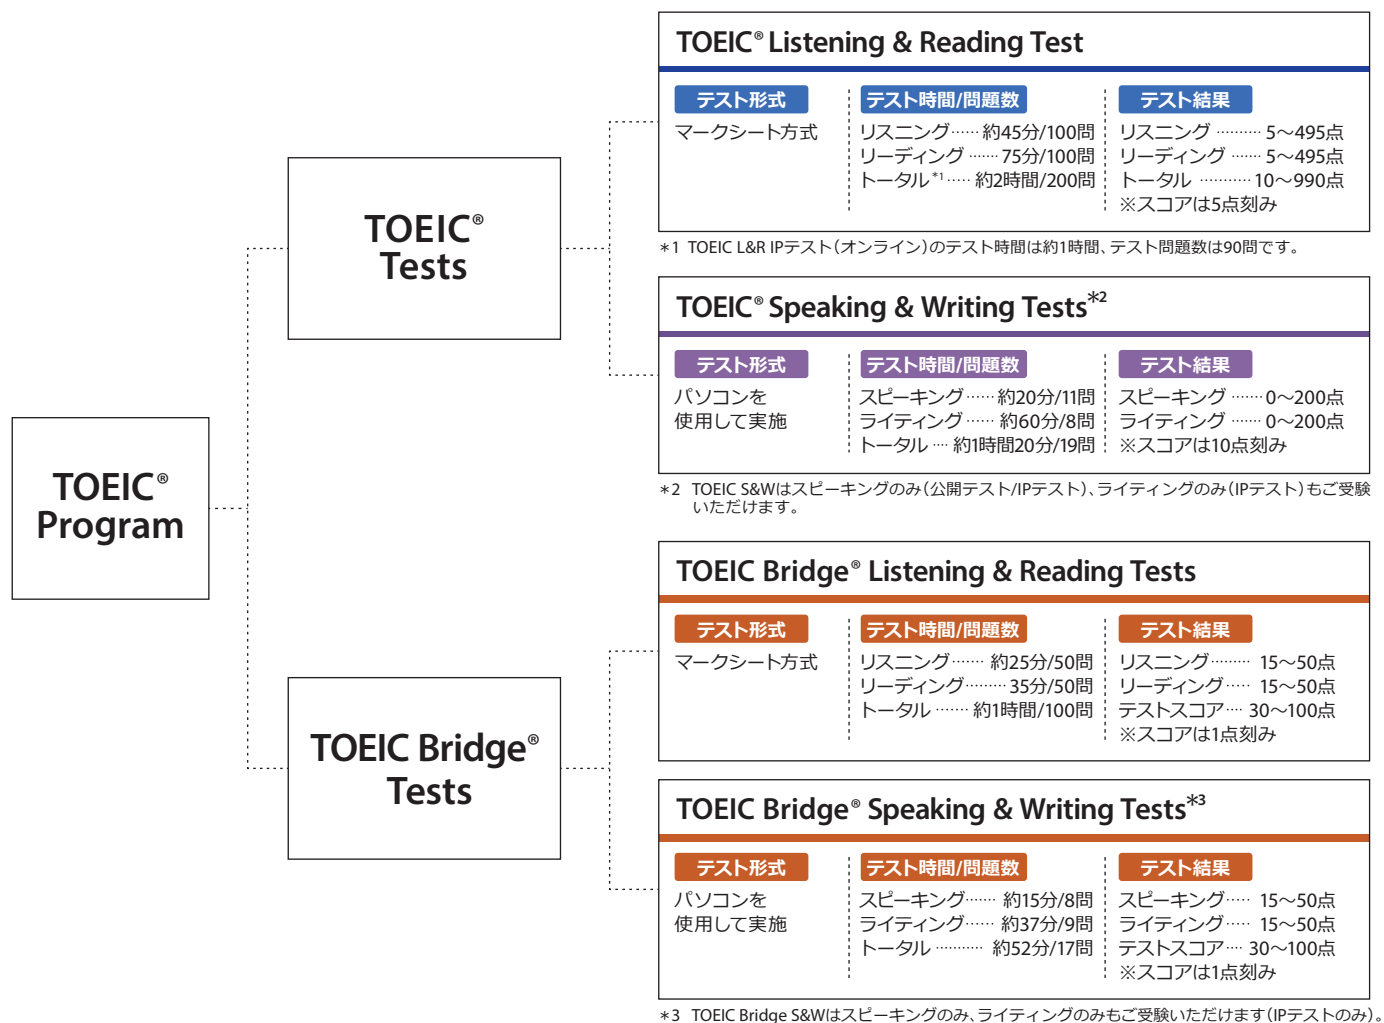 TOEIC® Program
TOEIC® Tests
TOEIC® Listening & Reading Test
テスト形式
マークシート方式
テスト時間/問題数
リスニング…… 約45分/100問
リーディング …… 75分/100問
トータル*1 ….. 約2時間/200問
テスト結果
リスニング ……… 5～495点
リーディング …… 5～495点
トータル ……….. 10～990点
※スコアは5点刻み
*1 TOEIC L&R IPテスト（オンライン）のテスト時間は約1時間、テスト問題数は90問です。
TOEIC® Speaking & Writing Tests*2
テスト形式
パソコンを
使用して実施
テスト時間/問題数
スピーキング…… 約20分/11問
ライティング…… 約60分/8問
トータル …. 約1時間20分/19問
テスト結果
スピーキング …… 0～200点
ライティング …… 0～200点
※スコアは10点刻み
*2 TOEIC S&Wはスピーキングのみ（公開テスト/IPテスト）、ライティングのみ（IPテスト）もご受験
いただけます。
TOEIC Bridge® Tests
TOEIC Bridge® Listening & Reading Tests
テスト形式
マークシート方式
テスト時間/問題数
リスニング…… 約25分/50問
リーディング……… 35分/50問
トータル …… 約1時間/100問
テスト結果
リスニング……… 15～50点
リーディング….. 15～50点
テストスコア…. 30～100点
※スコアは1点刻み
TOEIC Bridge® Speaking & Writing Tests*3
テスト形式
パソコンを
使用して実施
テスト時間/問題数
スピーキング…… 約15分/8問
ライティング…… 約37分/9問
トータル ……….. 約52分/17問
テスト結果
スピーキング….. 15～50点
ライティング….. 15～50点
テストスコア…. 30～100点
※スコアは1点刻み
*3 TOEIC Bridge S&Wはスピーキングのみ、ライティングのみもご受験いただけます（IPテストのみ）。